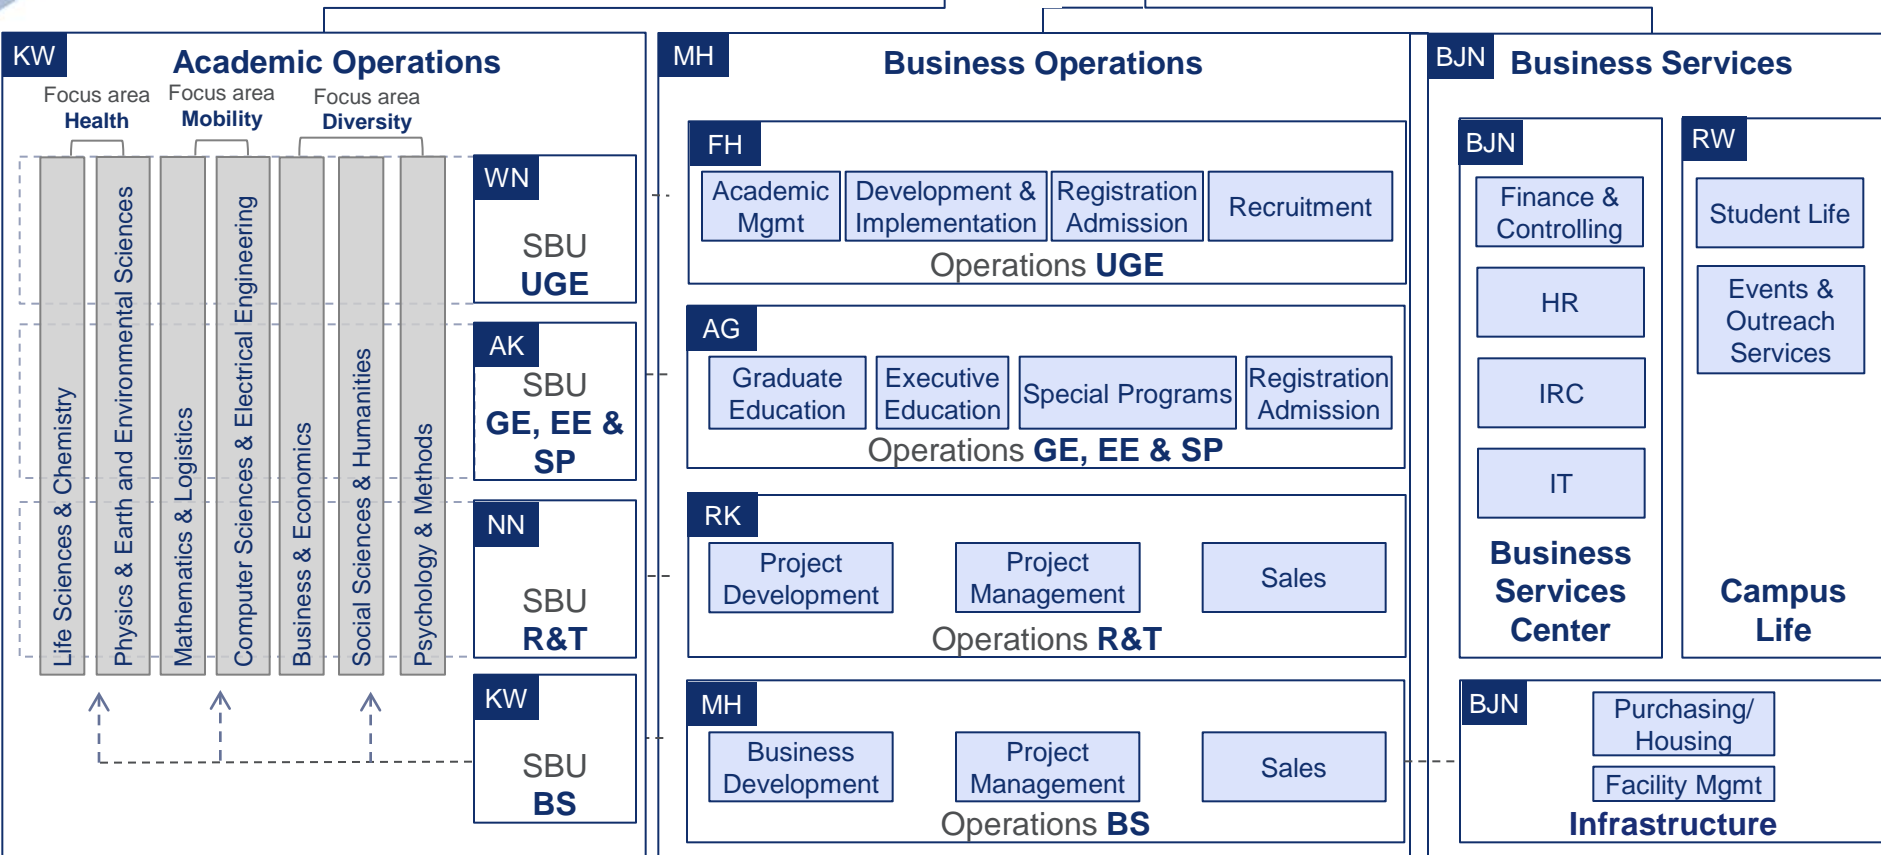 KW
Academic Operations
Focus area
Health
Focus area
Mobility
Focus area
Diversity
Life Sciences & Chemistry
Physics & Earth and Environmental Sciences
Mathematics & Logistics
Computer Sciences & Electrical Engineering
Business & Economics
Social Sciences & Humanities
Psychology & Methods
WN
SBU
UGE
AK
SBU
GE, EE &
SP
NN
SBU
R&T
KW
SBU
BS
MH
Business Operations
FH
Academic
Mgmt
Development &
Implementation
Registration
Admission
Recruitment
Operations UGE
AG
Graduate
Education
Executive
Education
Special Programs
Registration
Admission
Operations GE, EE & SP
RK
Project
Development
Project
Management
Sales
Operations R&T
MH
Business
Development
Project
Management
Sales
Operations BS
BJN
Business Services
BJN
Finance &
Controlling
HR
IRC
IT
Business
Services
Center
RW
Student Life
Events &
Outreach
Services
Campus
Life
BJN
Purchasing/
Housing
Facility Mgmt
Infrastructure